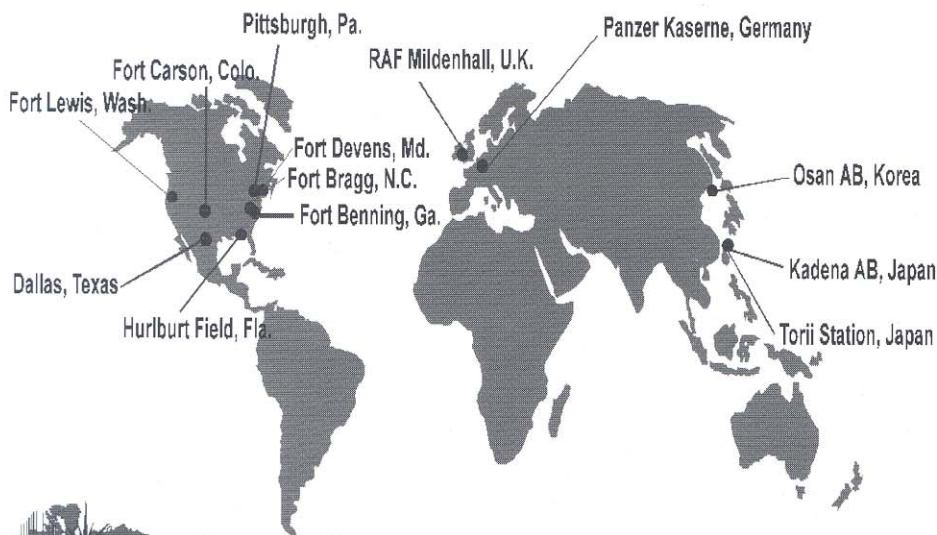 Pittsburgh, Pa.
Panzer Kaserne, Germany
RAF Mildenhall, U.K.
Fort Carson, Colo.
Fort Lewis, Wash.
Fort Devens, Md.
Fort Bragg, N.C.
Osan AB, Korea
Fort Benning, Ga.
Kadena AB, Japan
Dallas, Texas
Hurlburt Field, Fla.
Torii Station, Japan